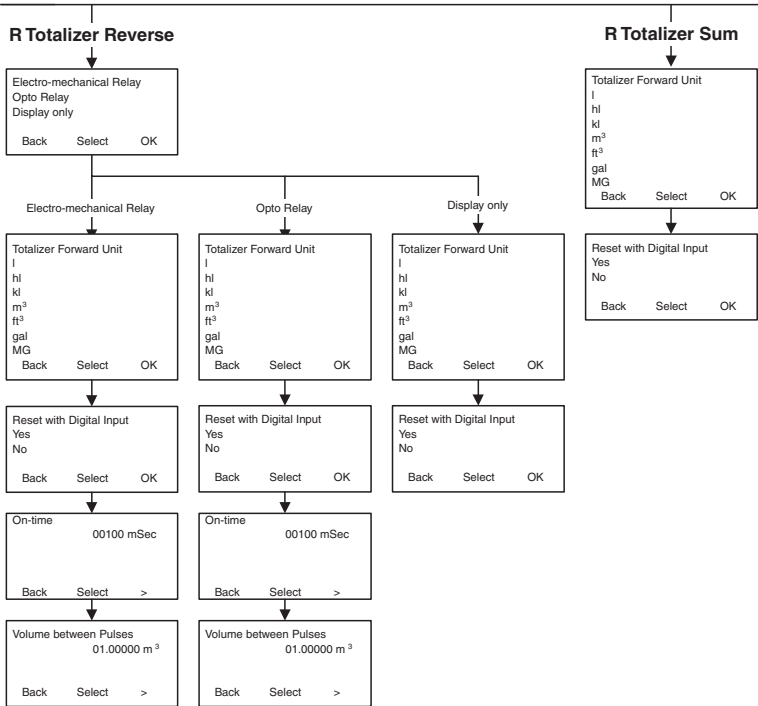 R Totalizer Reverse
Electro-mechanical Relay
Opto Relay
Display only
Back Select OK
Electro-mechanical Relay
Totalizer Forward Unit
l
hl
kl
m³
ft³
gal
MG
Back Select OK
Reset with Digital Input
Yes
No
Back Select OK
On-time
00100 mSec
Back Select >
Volume between Pulses
01.00000 m ³
Back Select >
Opto Relay
Totalizer Forward Unit
l
hl
kl
m³
ft³
gal
MG
Back Select OK
Reset with Digital Input
Yes
No
Back Select OK
On-time
00100 mSec
Back Select >
Volume between Pulses
01.00000 m ³
Back Select >
Display only
Totalizer Forward Unit
l
hl
kl
m³
ft³
gal
MG
Back Select OK
Reset with Digital Input
Yes
No
Back Select OK
R Totalizer Sum
Totalizer Forward Unit
l
hl
kl
m³
ft³
gal
MG
Back Select OK
Reset with Digital Input
Yes
No
Back Select OK